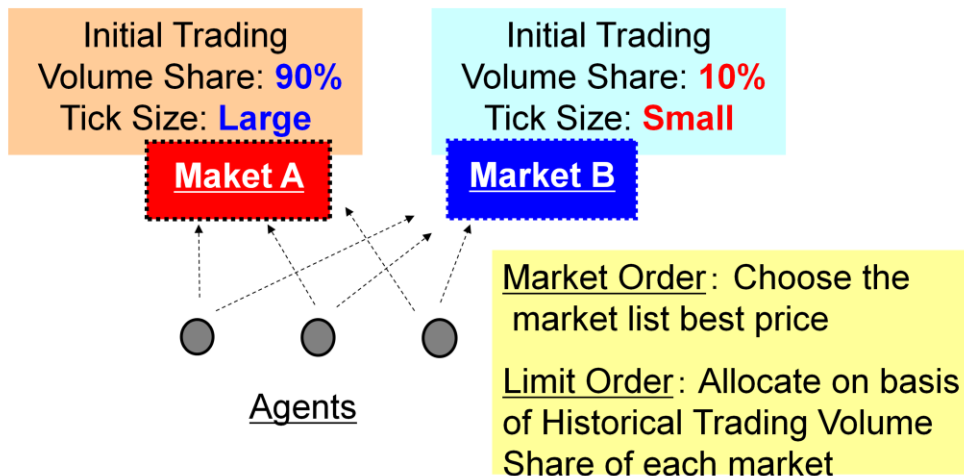 Initial Trading
Volume Share: 90%
Tick Size: Large
Initial Trading
Volume Share: 10%
Tick Size: Small
Maket A
Market B
Market Order: Choose the
market list best price
Limit Order: Allocate on basis
of Historical Trading Volume
Share of each market
Agents